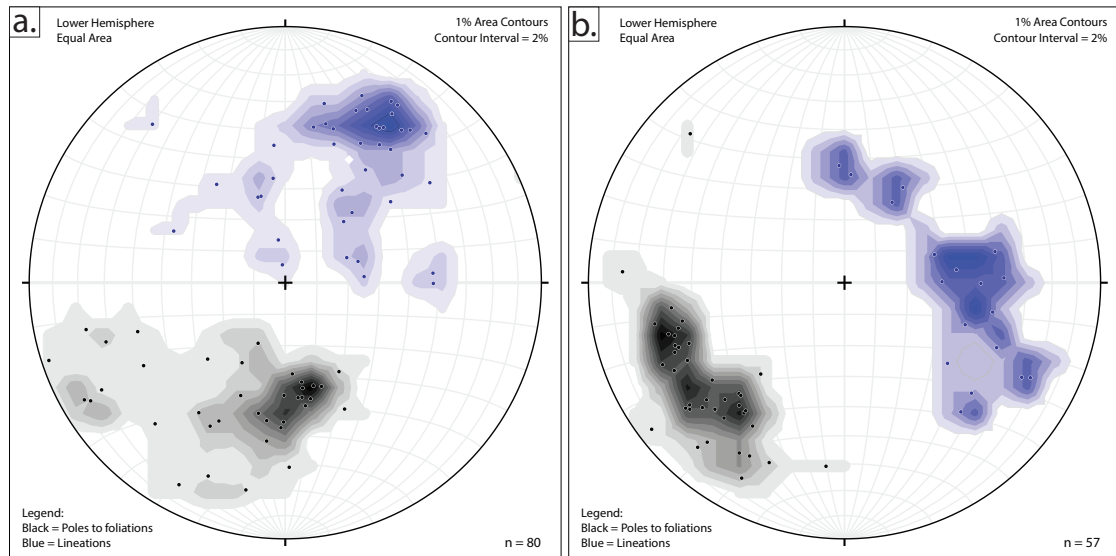 a.
Lower Hemisphere
Equal Area
1% Area Contours
Contour Interval = 2%
Legend:
Black = Poles to foliations
Blue = Lineations
n = 80
b.
Lower Hemisphere
Equal Area
1% Area Contours
Contour Interval = 2%
Legend:
Black = Poles to foliations
Blue = Lineations
n = 57